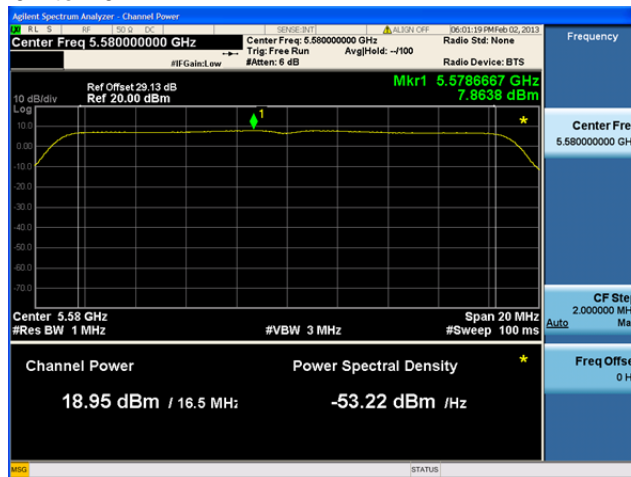 Agilent Spectrum Analyzer - Channel Power
RL S RF 50 Ω DC SENSE:INT ALIGN OFF 06:01:19 PM Feb 02, 2013
Center Freq 5.580000000 GHz
Center Freq: 5.580000000 GHz
Radio Std: None
Trig: Free Run Avg|Hold: --/100
#IFGain:Low #Atten: 6 dB Radio Device: BTS
Frequency
Mkr1 5.5786667 GHz
7.8638 dBm
Ref Offset 29.13 dB
10 dB/div Ref 20.00 dBm
Log
1
*
10.0
0.00
-10.0
-20.0
-30.0
-40.0
-50.0
-60.0
-70.0
Center Fre
5.580000000 GH
Center 5.58 GHz Span 20 MHz
#Res BW 1 MHz #VBW 3 MHz #Sweep 100 ms
CF Ste
2.000000 MH
Auto Ma
Channel Power Power Spectral Density *
18.95 dBm / 16.5 MHz -53.22 dBm /Hz
Freq Offse
0 H
MSG STATUS